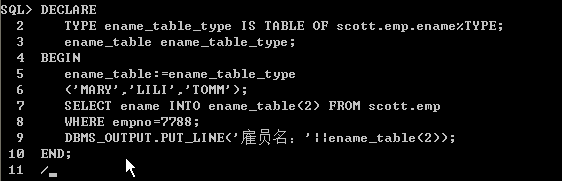 SQL> DECLARE
2 TYPE ename_table_type IS TABLE OF scott.emp.ename%TYPE;
3 ename_table ename_table_type;
4 BEGIN
5 ename_table:=ename_table_type
6 ('MARY','LILI','TOMM');
7 SELECT ename INTO ename_table(2) FROM scott.emp
8 WHERE empno=7788;
9 DBMS_OUTPUT.PUT_LINE('雇员名：'||ename_table(2));
10 END;
11 /_